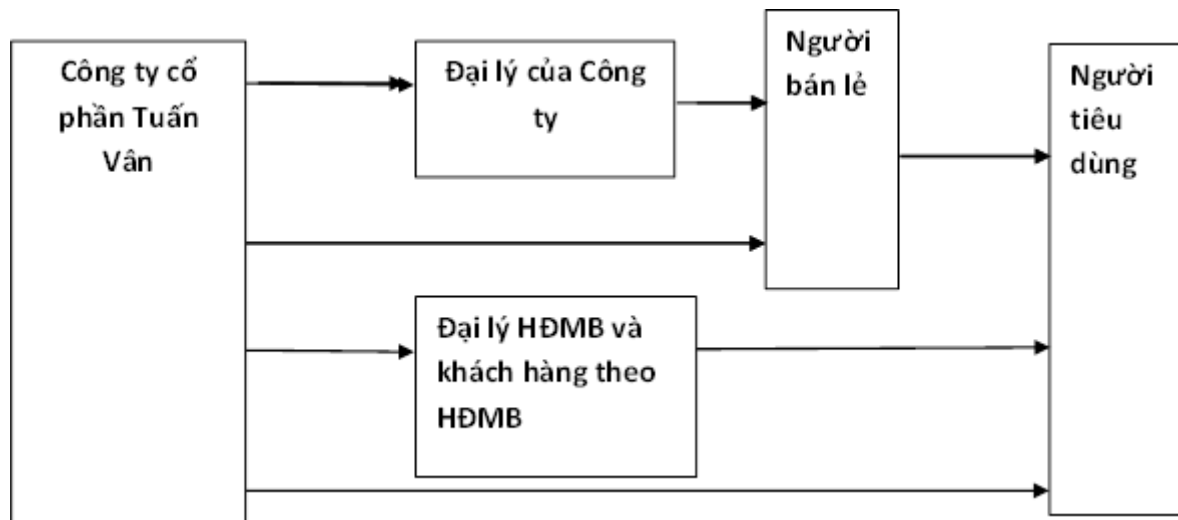 Công ty cổ
phần Tuấn
Vân
Đại lý của Công
ty
Người
bán lẻ
Người
tiêu
dùng
Đại lý HĐMB và
khách hàng theo
HĐMB